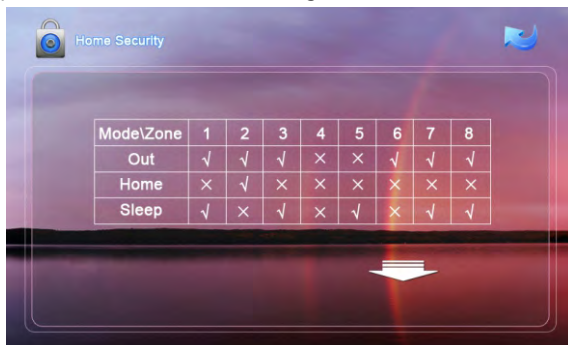 Home Security
Mode\Zone 1 2 3 4 5 6 7 8
Out √ √ √ × × √ √ √
Home × √ × × × × × ×
Sleep √ × √ × √ × √ √